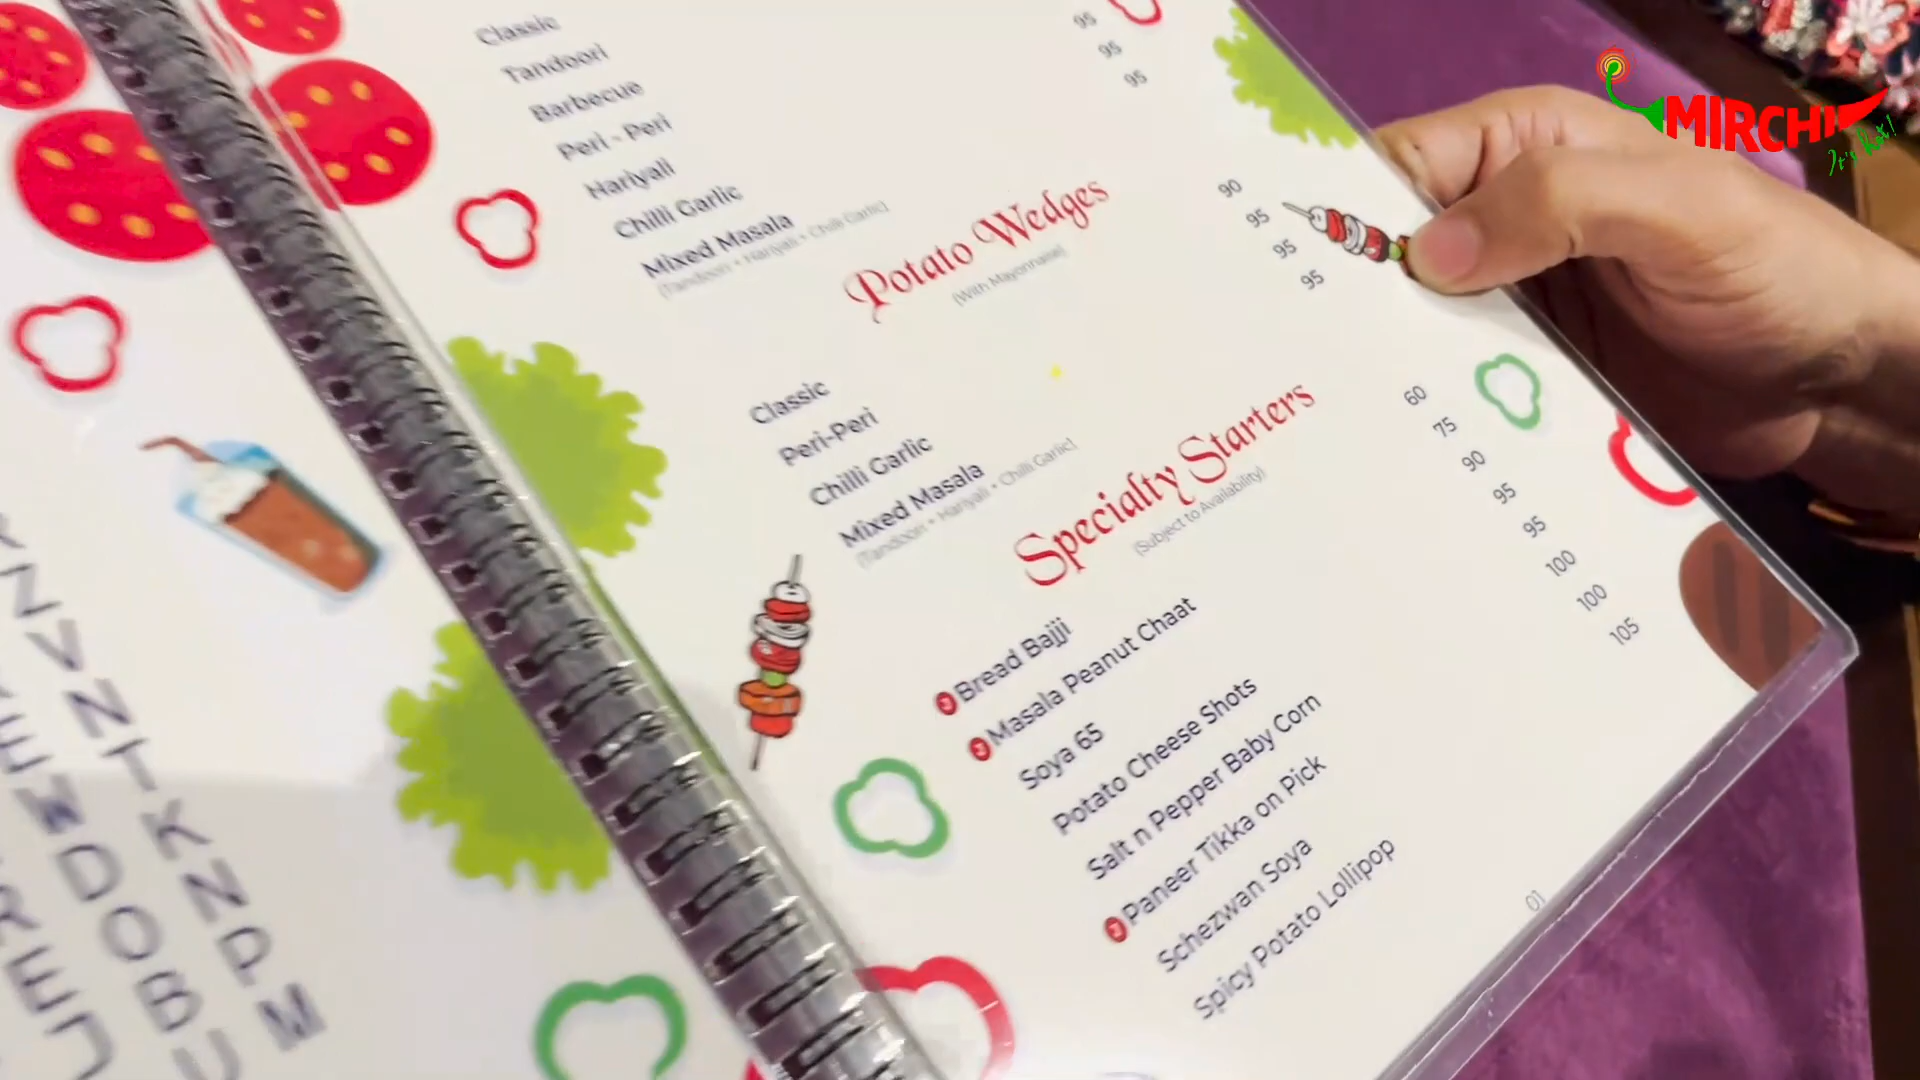 Classic
Tandoori
Barbecue
Peri - Peri
Hariyali
Chilli Garlic
Mixed Masala
(Tandoori • Hariyali • Chilli Garlic)
95
95
95
Potato Wedges
(With Mayonnaise)
Classic
Peri-Peri
Chilli Garlic
Mixed Masala
(Tandoori • Hariyali • Chilli Garlic)
90
95
95
95
Specialty Starters
(Subject to Availability)
Bread Bajji
Masala Peanut Chaat
Soya 65
Potato Cheese Shots
Salt n Pepper Baby Corn
Paneer Tikka on Pick
Schezwan Soya
Spicy Potato Lollipop
60
75
90
95
95
100
100
105
01
MIRCHI
It's Hot!
Z
V
N
T
K
N
P
M
E
W
D
O
B
U
R
E
J